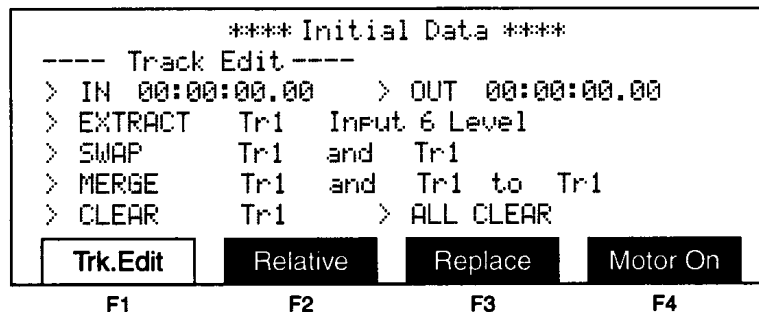 **** Initial Data ****
---- Track Edit ----
> IN 00:00:00.00 > OUT 00:00:00.00
> EXTRACT Tr1 Input 6 Level
> SWAP Tr1 and Tr1
> MERGE Tr1 and Tr1 to Tr1
> CLEAR Tr1 > ALL CLEAR
Trk.Edit Relative Replace Motor On
F1 F2 F3 F4